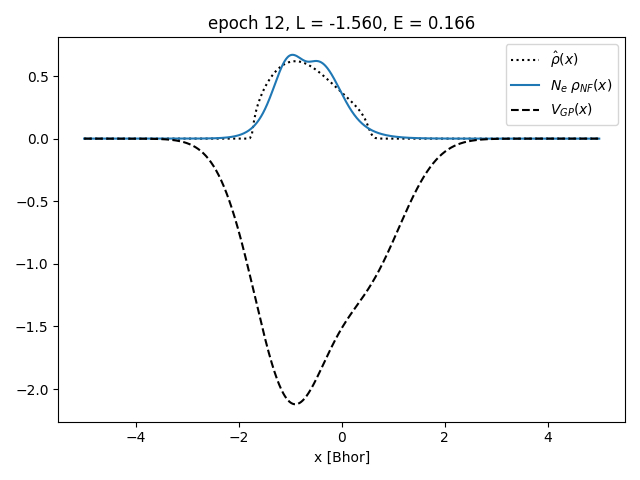 epoch 12, L = -1.560, E = 0.166
ρ̂(x)
N_e ρ_NF(x)
V_GP(x)
0.5
0.0
-0.5
-1.0
-1.5
-2.0
-4 -2 0 2 4
x [Bhor]